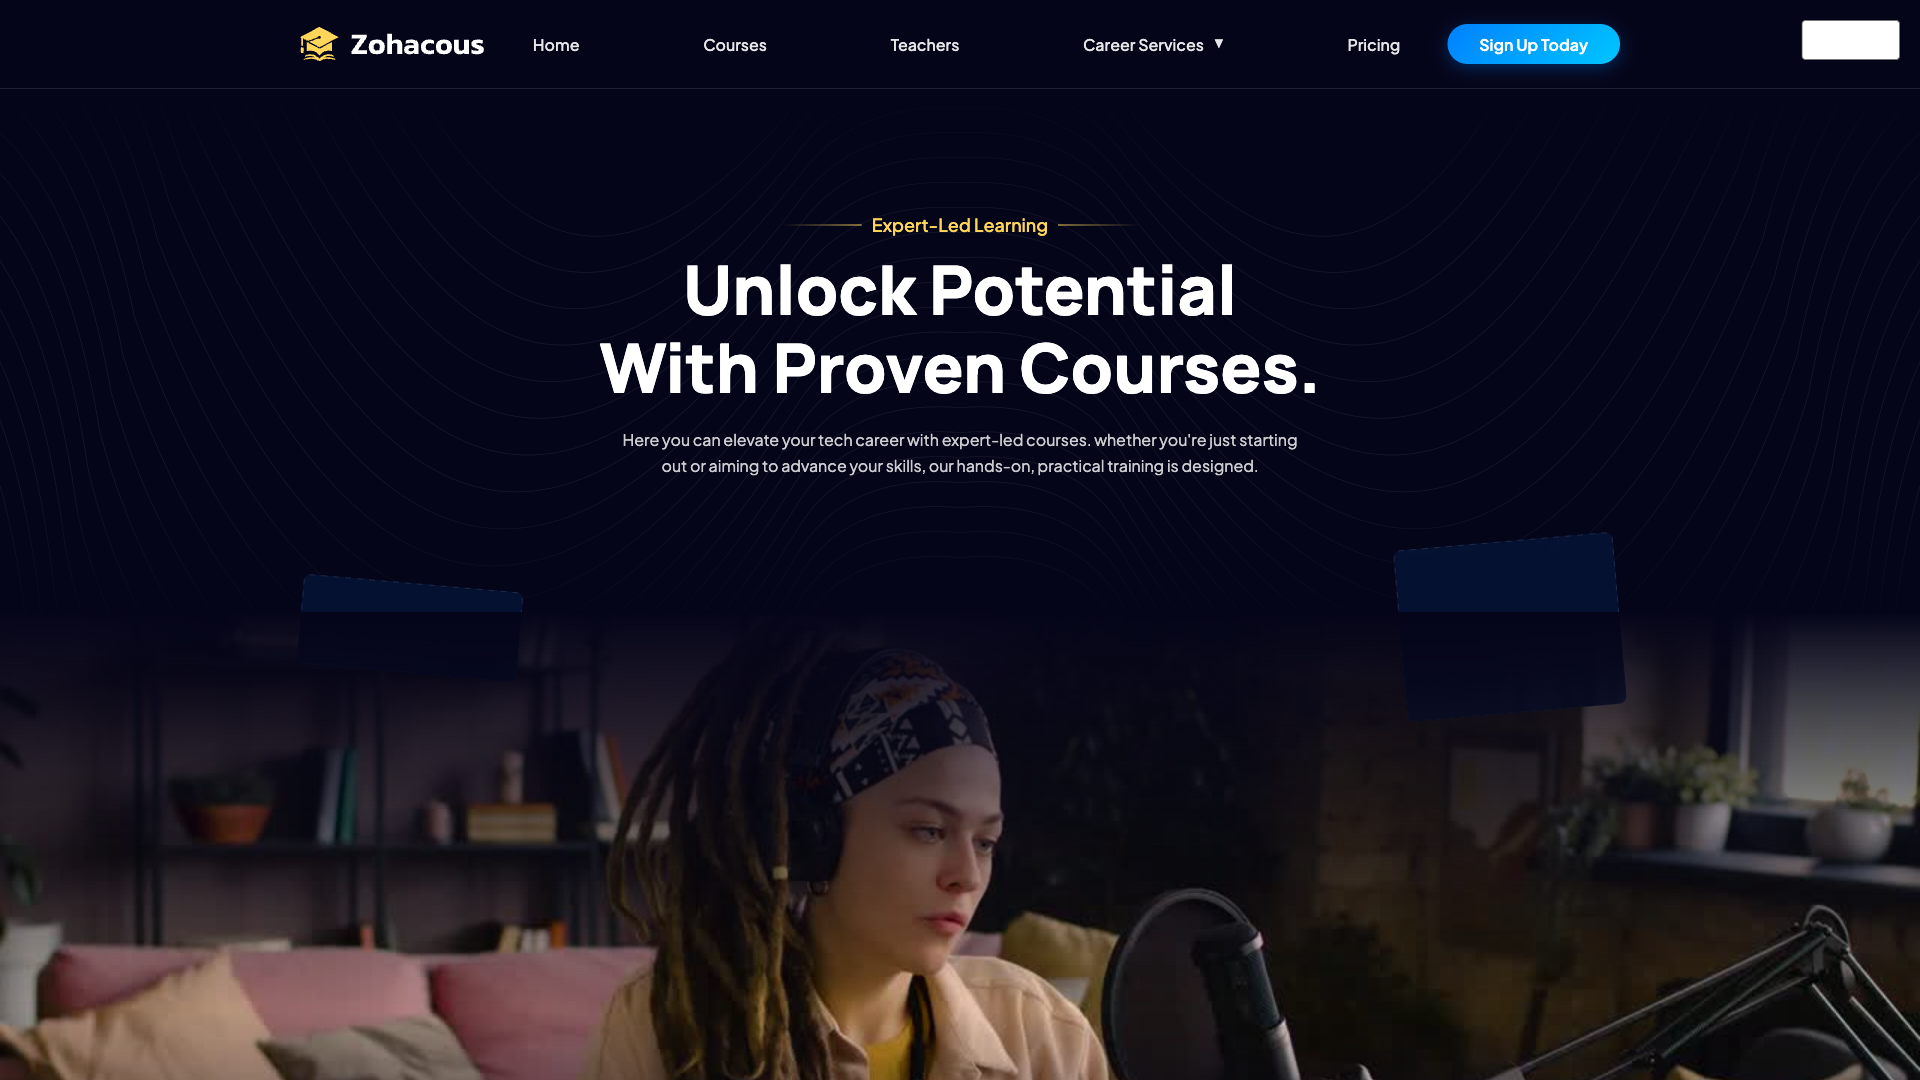 Zohacous
Home
Courses
Teachers
Career Services ▼
Pricing
Sign Up Today
Expert-Led Learning
Unlock Potential
With Proven Courses.
Here you can elevate your tech career with expert-led courses. whether you're just starting
out or aiming to advance your skills, our hands-on, practical training is designed.